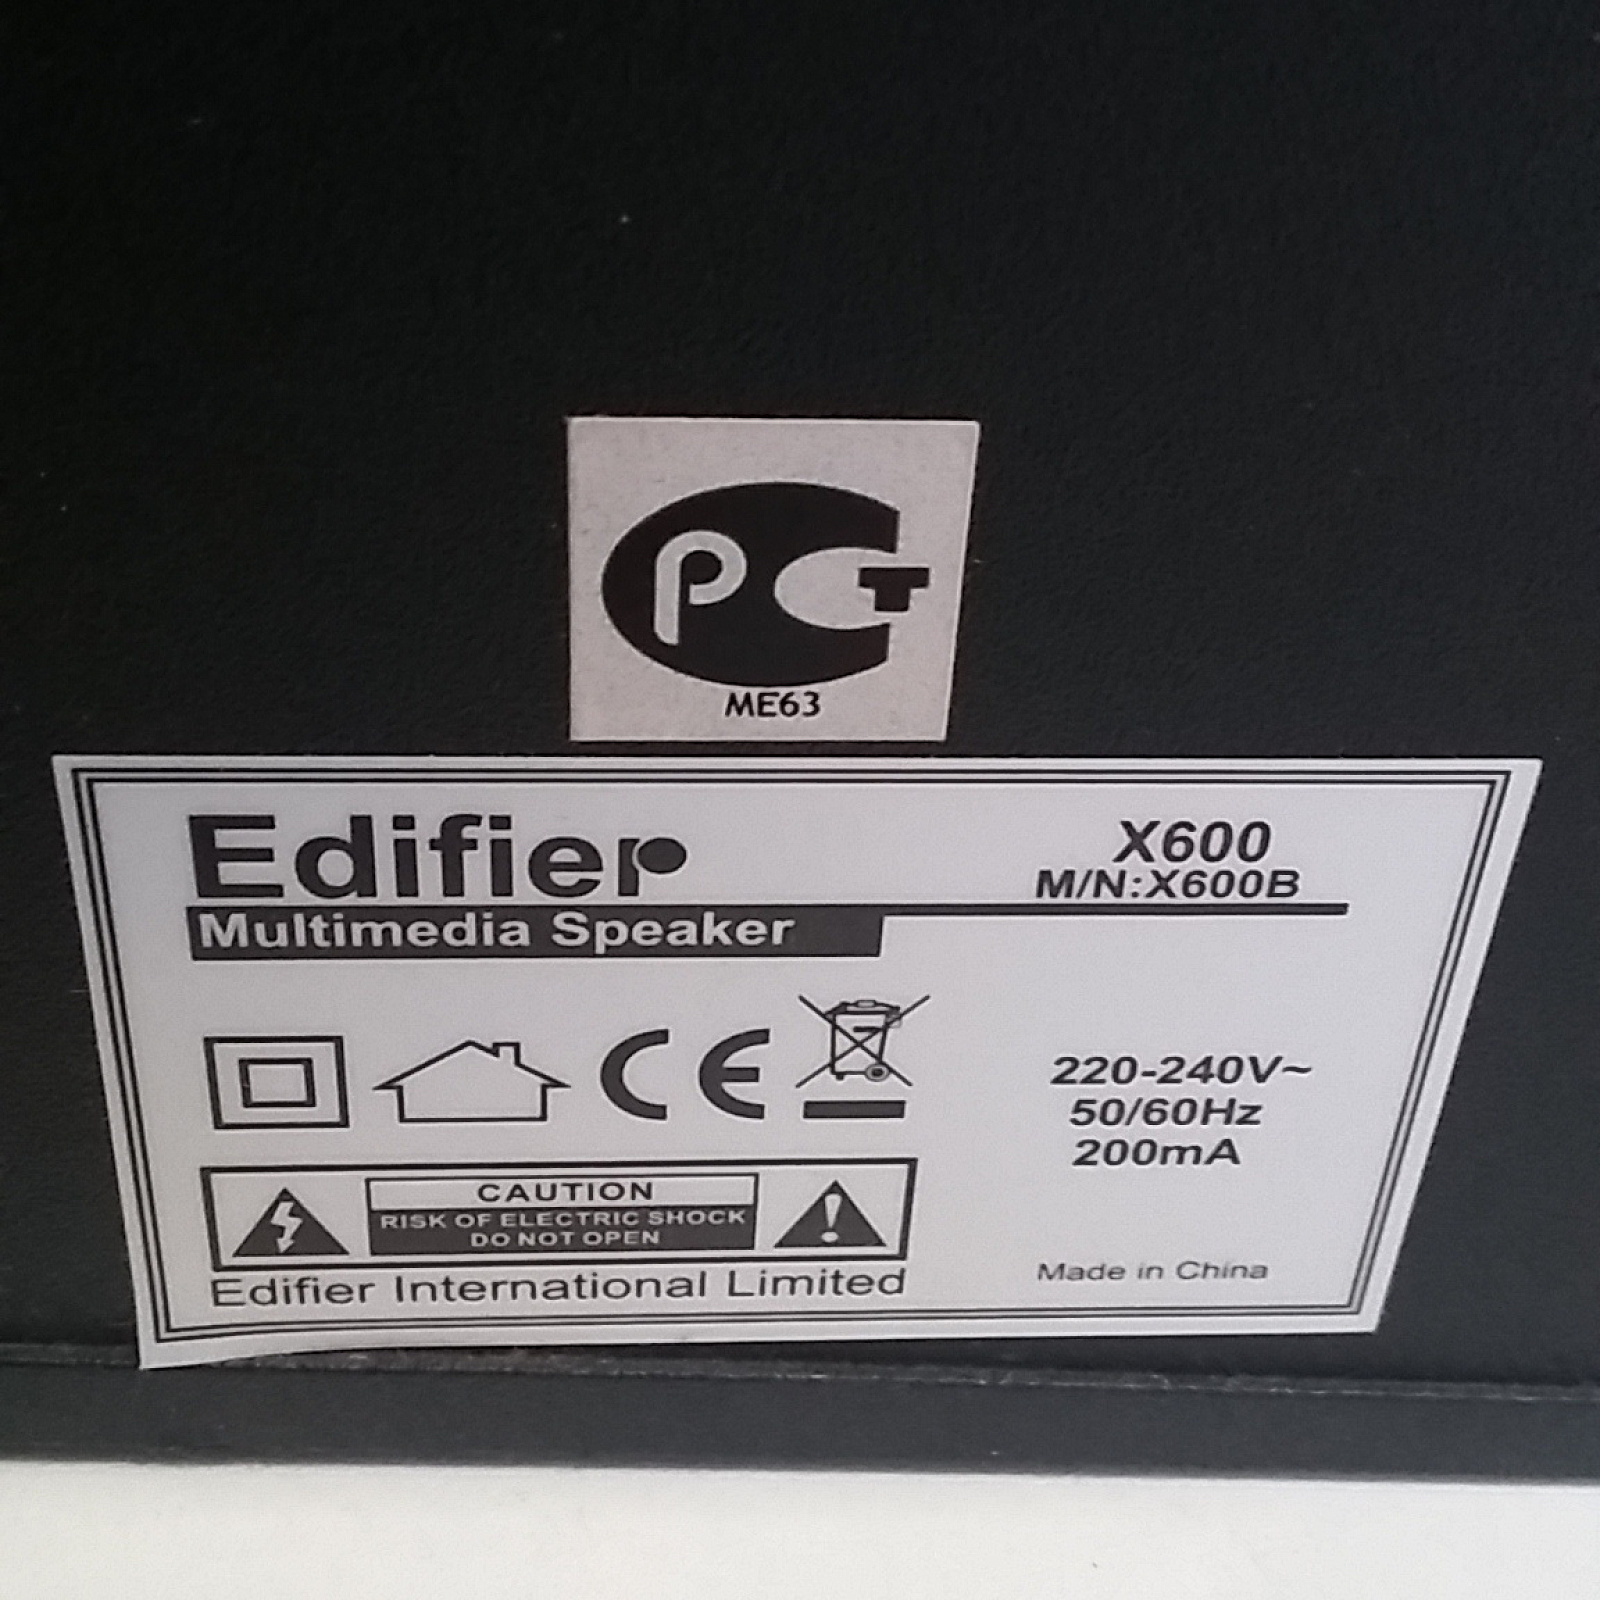 РСТ
ME63
Edifier
Multimedia Speaker
X600
M/N:X600B
CE
220-240V~
50/60Hz
200mA
CAUTION
RISK OF ELECTRIC SHOCK
DO NOT OPEN
Edifier International Limited
Made in China